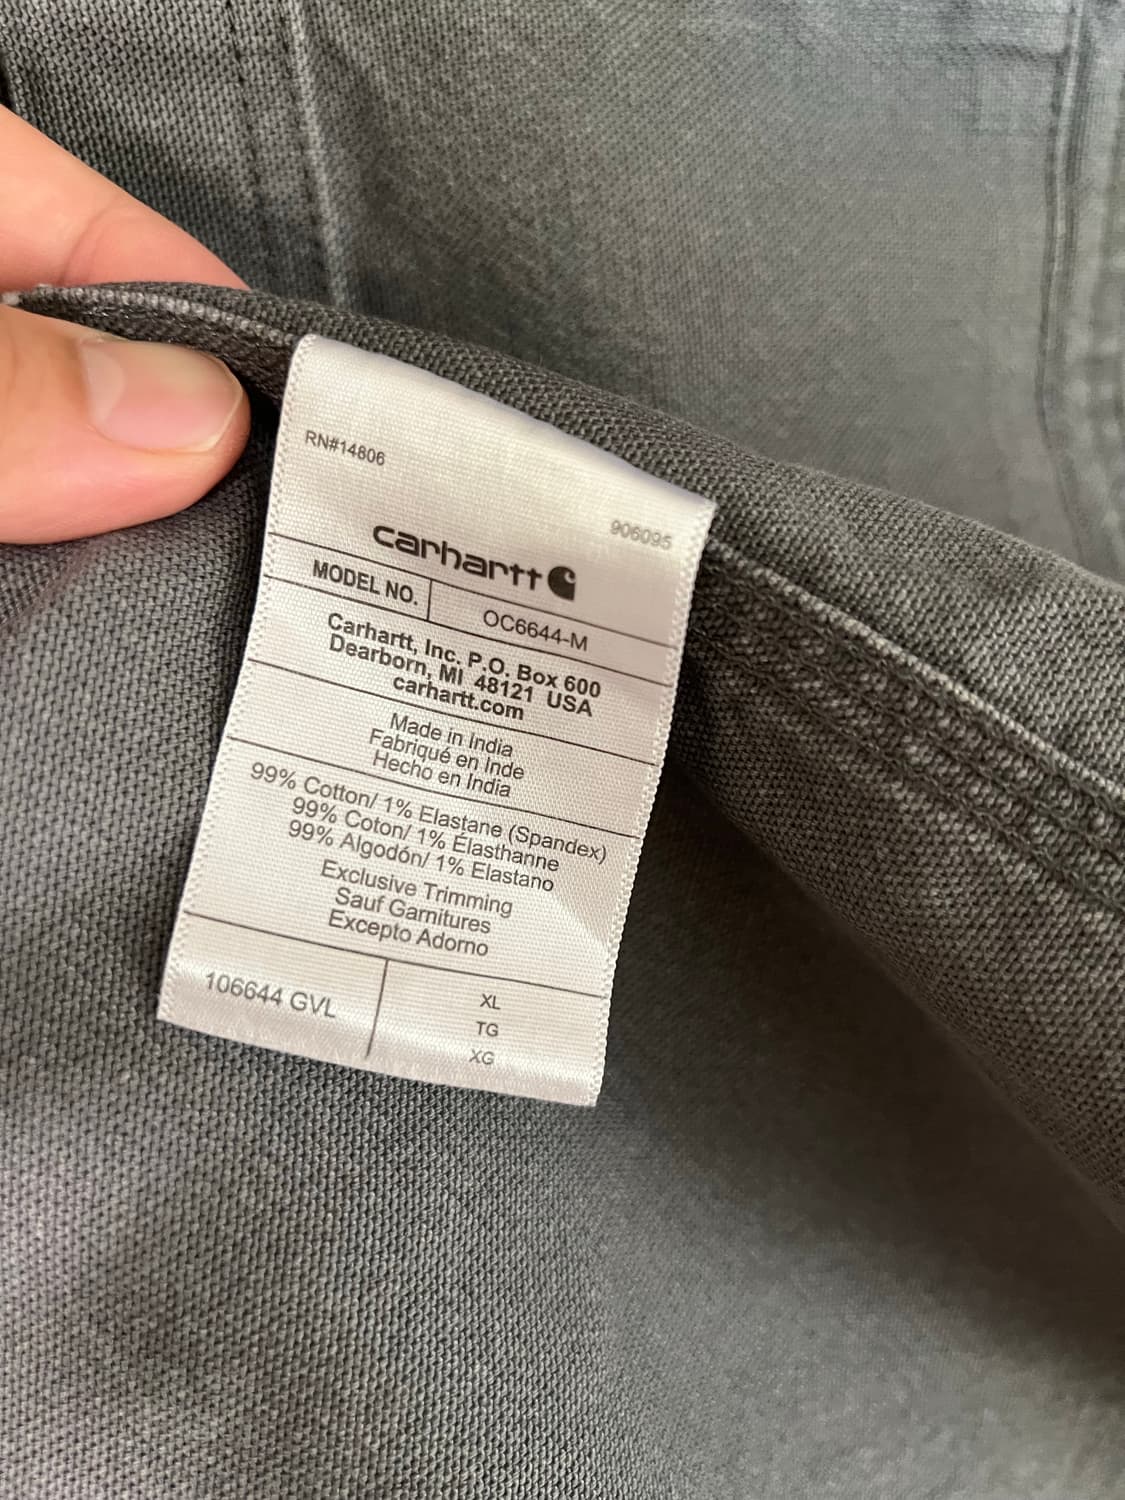 RN#14806
906095
carhartt
MODEL NO. OC6644-M
Carhartt, Inc. P.O. Box 600
Dearborn, MI 48121 USA
carhartt.com
Made in India
Fabriqué en Inde
Hecho en India
99% Cotton/ 1% Elastane (Spandex)
99% Coton/ 1% Élasthanne
99% Algodón/ 1% Elastano
Exclusive Trimming
Sauf Garnitures
Excepto Adorno
106644 GVL
XL
TG
XG